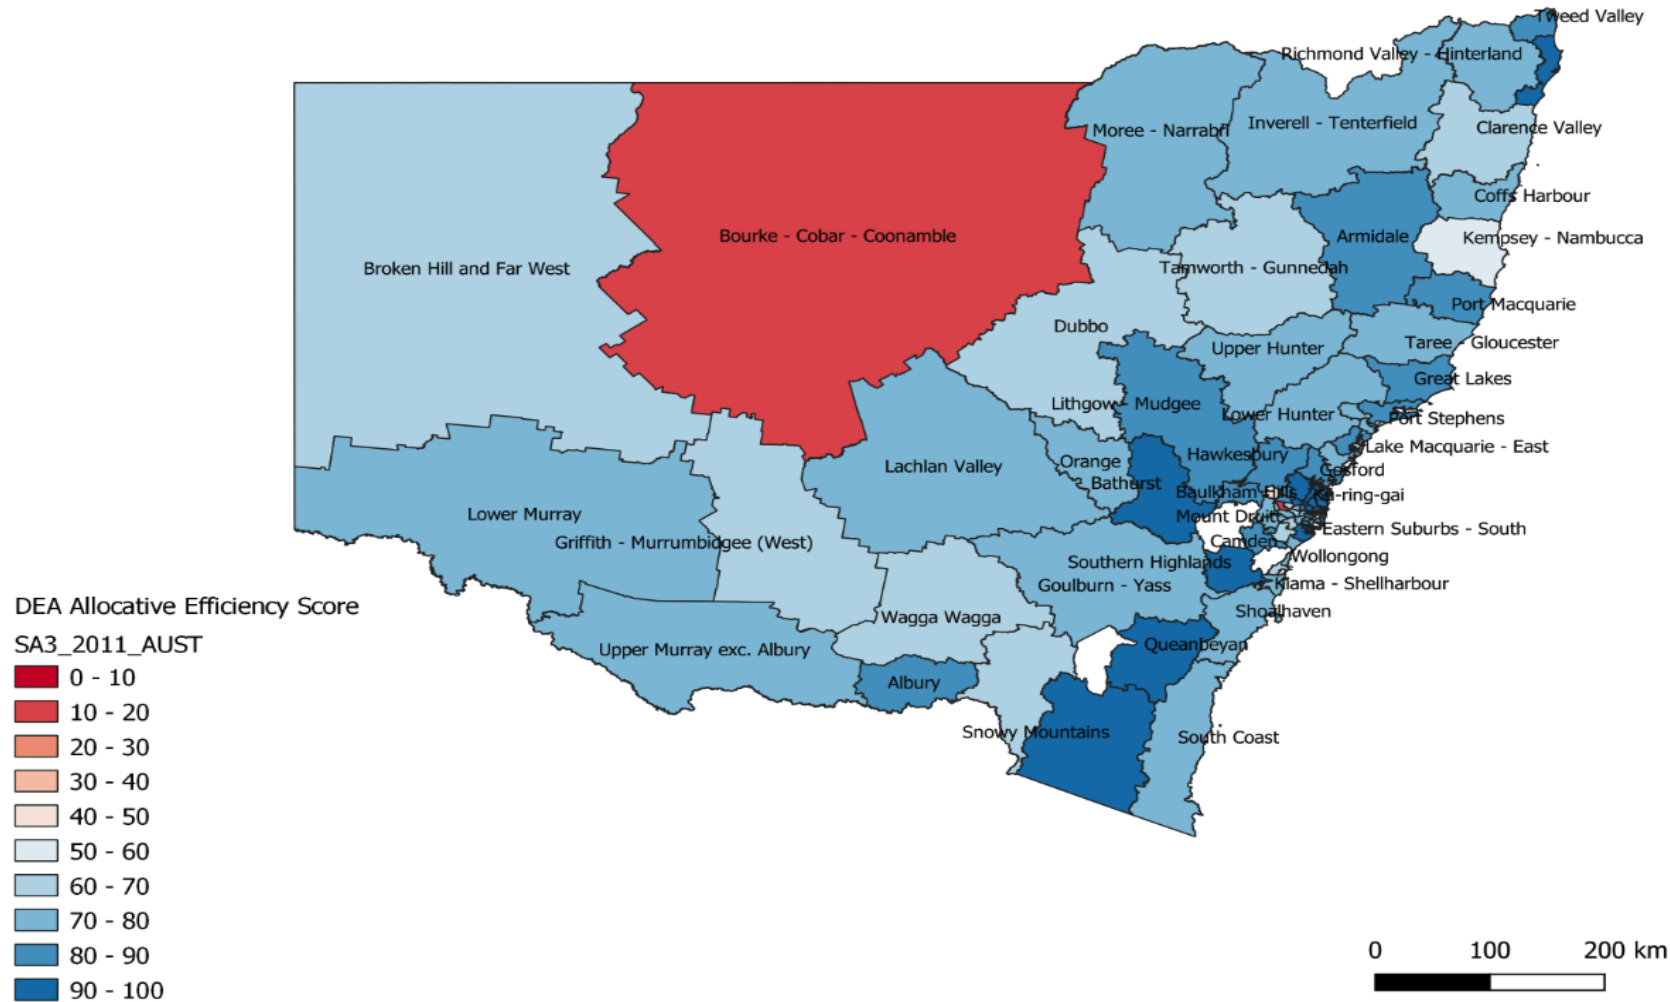 Tweed Valley
Richmond Valley - Hinterland
Moree - Narrabri
Inverell - Tenterfield
Clarence Valley
Coffs Harbour
Bourke - Cobar - Coonamble
Armidale
Kempsey - Nambucca
Broken Hill and Far West
Tamworth - Gunnedah
Port Macquarie
Dubbo
Upper Hunter
Taree - Gloucester
Great Lakes
Lithgow - Mudgee
Lower Hunter
Port Stephens
Lake Macquarie - East
Hawkesbury
Orange
Lachlan Valley
Gosford
Bathurst
Baulkham Hills
Ku-ring-gai
Lower Murray
Mount Druitt
Eastern Suburbs - South
Griffith - Murrumbidgee (West)
Camden
Wollongong
Southern Highlands
Goulburn - Yass
Kiama - Shellharbour
Shoalhaven
Wagga Wagga
Queanbeyan
Upper Murray exc. Albury
Albury
Snowy Mountains
South Coast
DEA Allocative Efficiency Score
SA3_2011_AUST
0 - 10
10 - 20
20 - 30
30 - 40
40 - 50
50 - 60
60 - 70
70 - 80
80 - 90
90 - 100
0 100 200 km